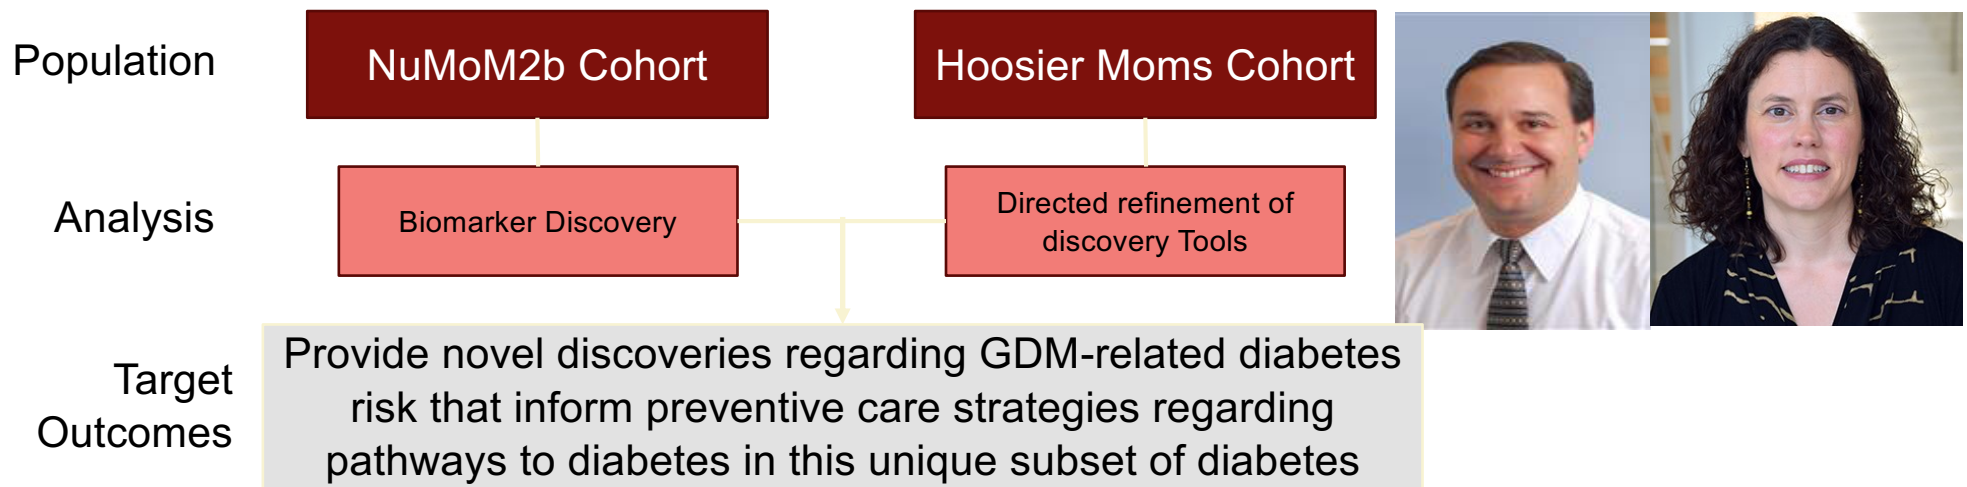 Population
NuMoM2b Cohort
Hoosier Moms Cohort
Analysis
Biomarker Discovery
Directed refinement of
discovery Tools
Target
Outcomes
Provide novel discoveries regarding GDM-related diabetes
risk that inform preventive care strategies regarding
pathways to diabetes in this unique subset of diabetes